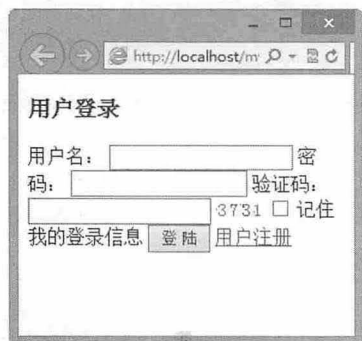 http://localhost/m
用户登录
用户名： 密
码： 验证码：
3731 记住
我的登录信息 登 陆 用户注册